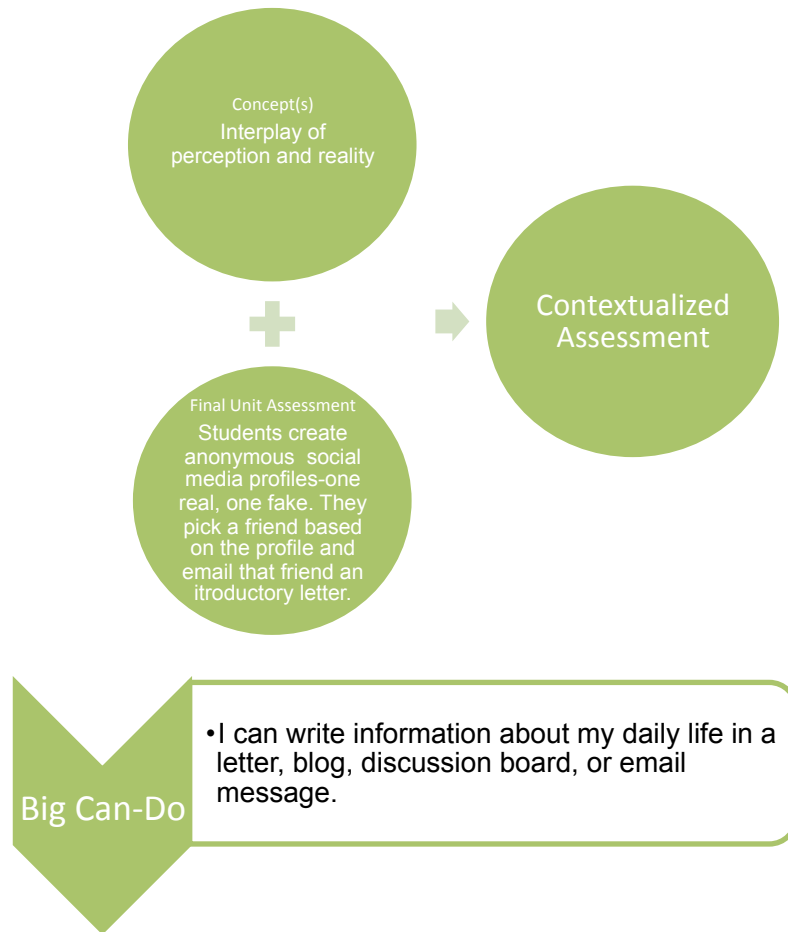 Concept(s)
Interplay of
perception and reality
Contextualized
Assessment
Final Unit Assessment
Students create
anonymous social
media profiles-one
real, one fake. They
pick a friend based
on the profile and
email that friend an
itroductory letter.
Big Can-Do
•I can write information about my daily life in a
letter, blog, discussion board, or email
message.